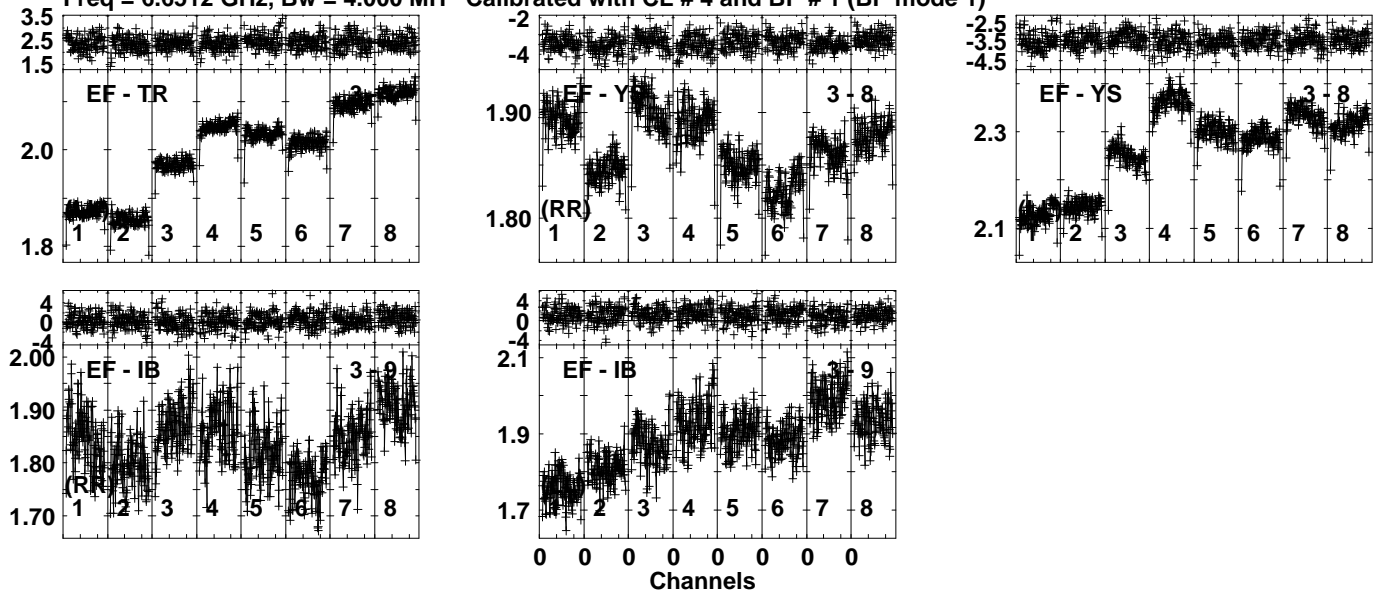 Freq = 6.6512 GHz, Bw = 4.000 MH Calibrated with CL # 4 and BP # 1 (BP mode 1)
3.5
2.5
1.5
EF - TR
2.0
1.8
1 2 3 4 5 6 7 8
-2
-4
EF - YS 3 - 8
1.90
1.80
(RR)
1 2 3 4 5 6 7 8
-2.5
-3.5
-4.5
EF - YS 3 - 8
2.3
2.1
1 2 3 4 5 6 7 8
4
0
-4
2.00
EF - IB 3 - 9
1.90
1.80
(RR)
1.70
1 2 3 4 5 6 7 8
4
0
-4
2.1
EF - IB 3 - 9
1.9
1.7
1 2 3 4 5 6 7 8
0 0 0 0 0 0 0 0
Channels